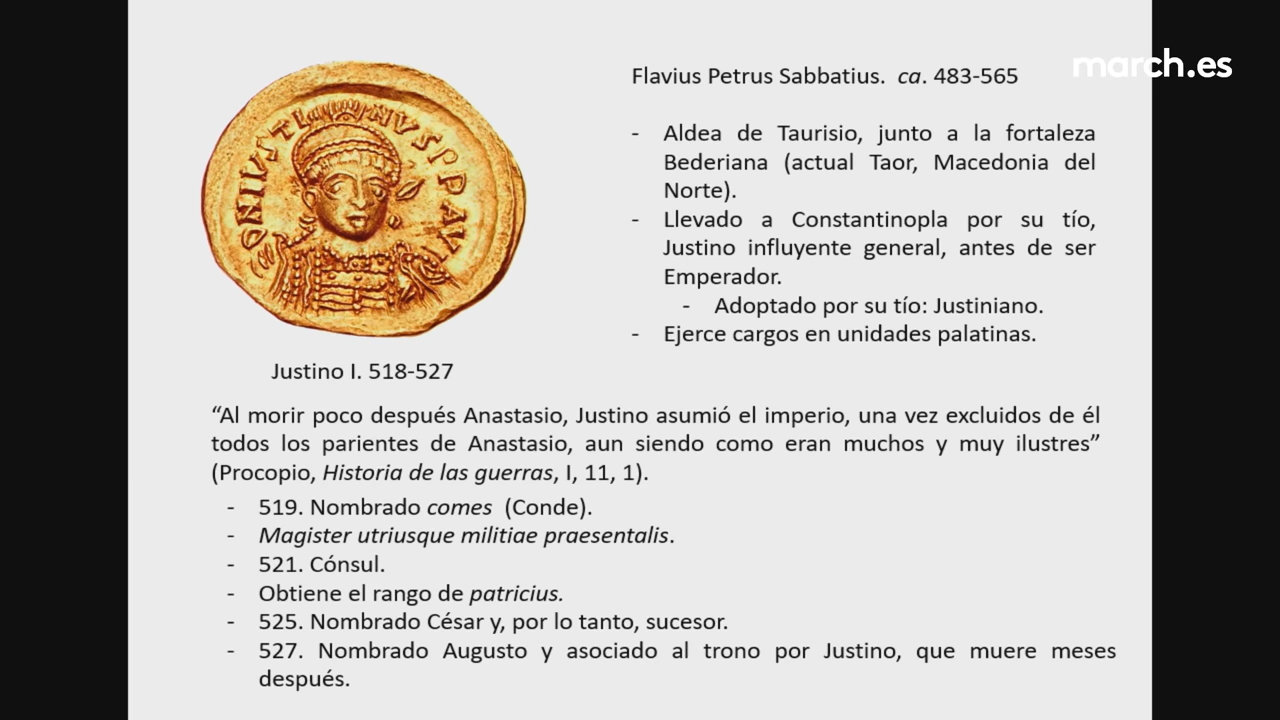 march.es
Flavius Petrus Sabbatius. ca. 483-565
- Aldea de Taurisio, junto a la fortaleza
Bederiana (actual Taor, Macedonia del
Norte).
- Llevado a Constantinopla por su tío,
Justino influyente general, antes de ser
Emperador.
- Adoptado por su tío: Justiniano.
- Ejerce cargos en unidades palatinas.
DNIVSTINVSPPAV
Justino I. 518-527
“Al morir poco después Anastasio, Justino asumió el imperio, una vez excluidos de él
todos los parientes de Anastasio, aun siendo como eran muchos y muy ilustres”
(Procopio, Historia de las guerras, I, 11, 1).
- 519. Nombrado comes (Conde).
- Magister utriusque militiae praesentalis.
- 521. Cónsul.
- Obtiene el rango de patricius.
- 525. Nombrado César y, por lo tanto, sucesor.
- 527. Nombrado Augusto y asociado al trono por Justino, que muere meses
después.